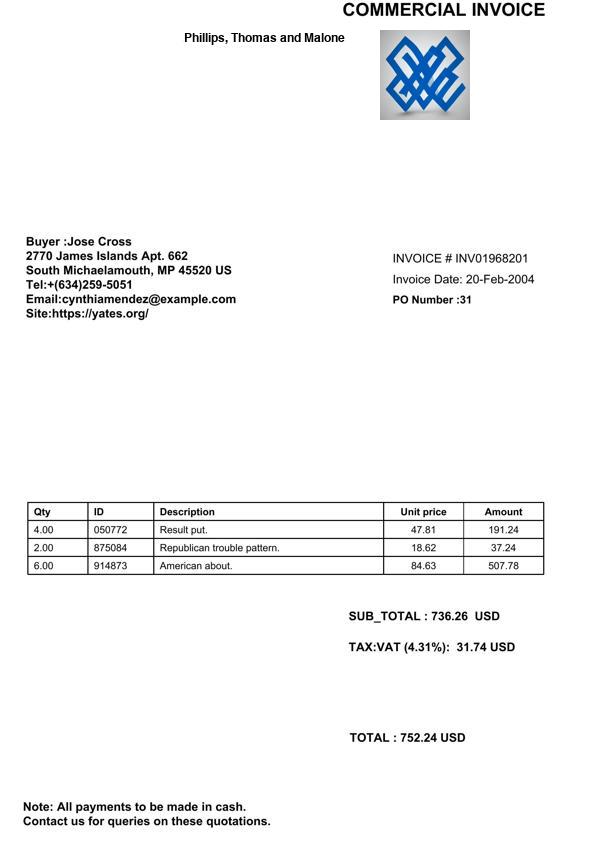 COMMERCIAL INVOICE
Phillips, Thomas and Malone
Buyer :Jose Cross
2770 James Islands Apt. 662
South Michaelamouth, MP 45520 US
Tel:+(634)259-5051
Email:cynthiamendez@example.com
Site:https://yates.org/
INVOICE # INV01968201
Invoice Date: 20-Feb-2004
PO Number :31
Qty ID Description Unit price Amount
4.00 050772 Result put. 47.81 191.24
2.00 875084 Republican trouble pattern. 18.62 37.24
6.00 914873 American about. 84.63 507.78
SUB_TOTAL : 736.26 USD
TAX:VAT (4.31%): 31.74 USD
TOTAL : 752.24 USD
Note: All payments to be made in cash.
Contact us for queries on these quotations.